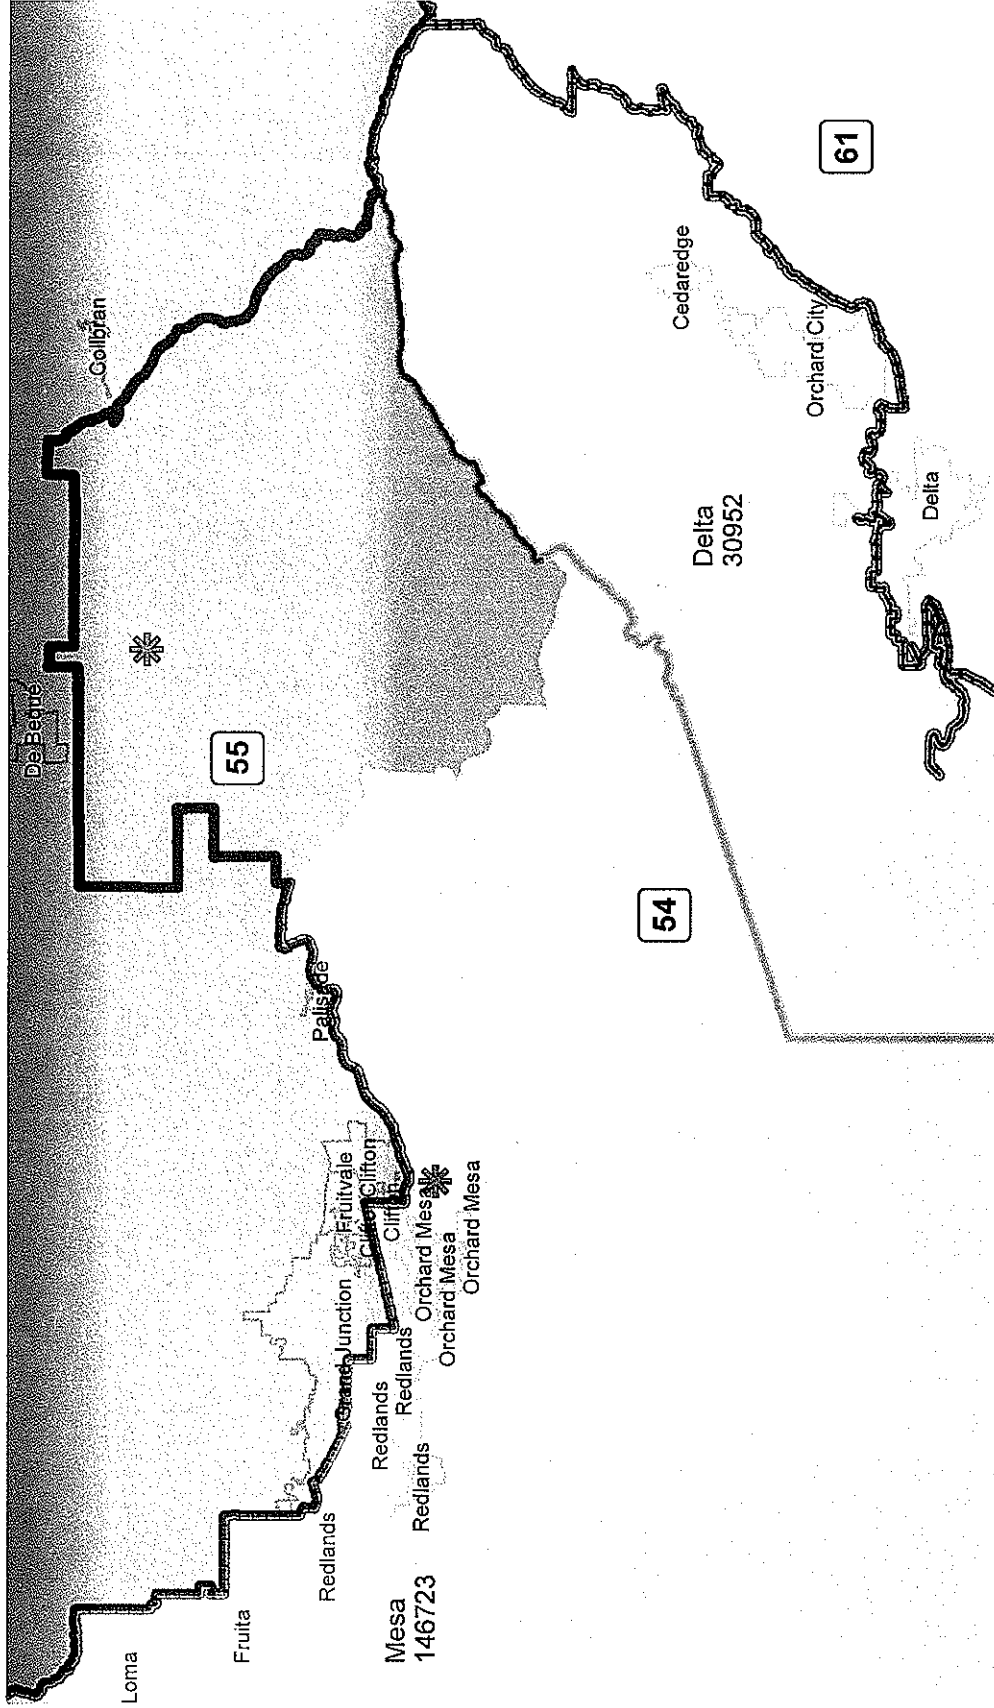 Loma
Fruita
Redlands
Mesa
146723
Redlands
Redlands
Redlands
Grand Junction
Fruitvale
Clifton
Clifton
Clifton
Orchard Mesa
Orchard Mesa
Orchard Mesa
Palisade
De Beque
55
Collbran
54
Delta
30952
Cedaredge
Orchard City
Delta
61